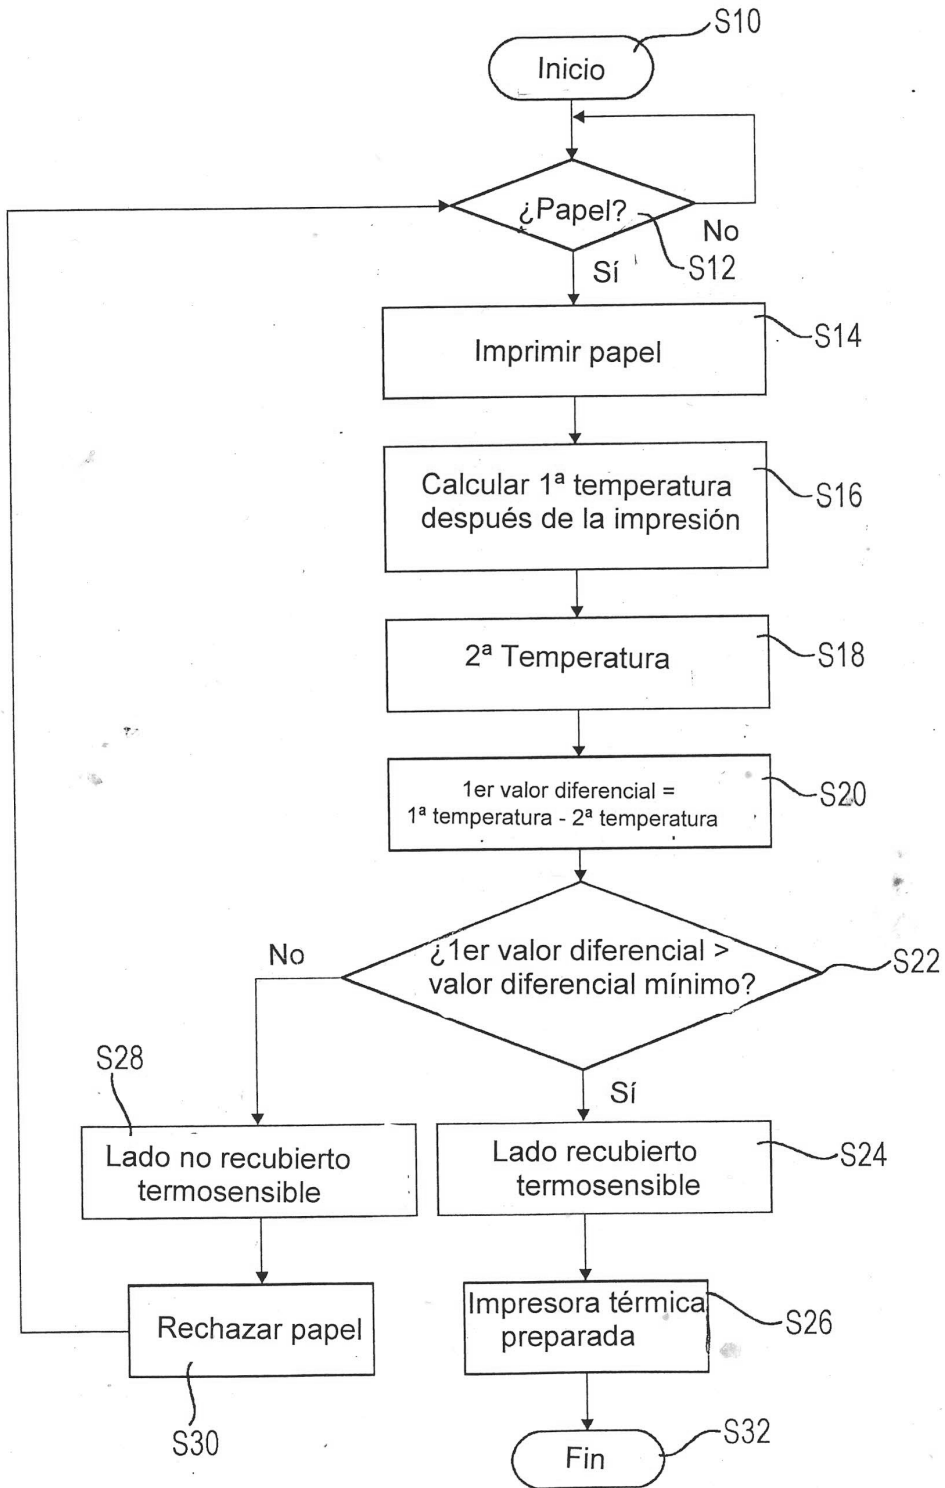 S10
Inicio
¿Papel?
No
S12
Sí
Imprimir papel
S14
Calcular 1ª temperatura
después de la impresión
S16
2ª Temperatura
S18
1er valor diferencial =
1ª temperatura - 2ª temperatura
S20
¿1er valor diferencial >
valor diferencial mínimo?
S22
No
Sí
S28
Lado no recubierto
termosensible
Lado recubierto
termosensible
S24
Rechazar papel
S30
Impresora térmica
preparada
S26
Fin
S32